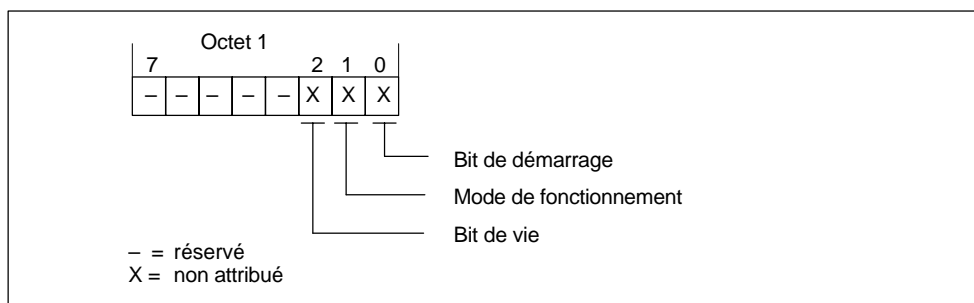 Octet 1
7 2 1 0
– – – – – X X X
Bit de démarrage
Mode de fonctionnement
Bit de vie
– = réservé
X = non attribué